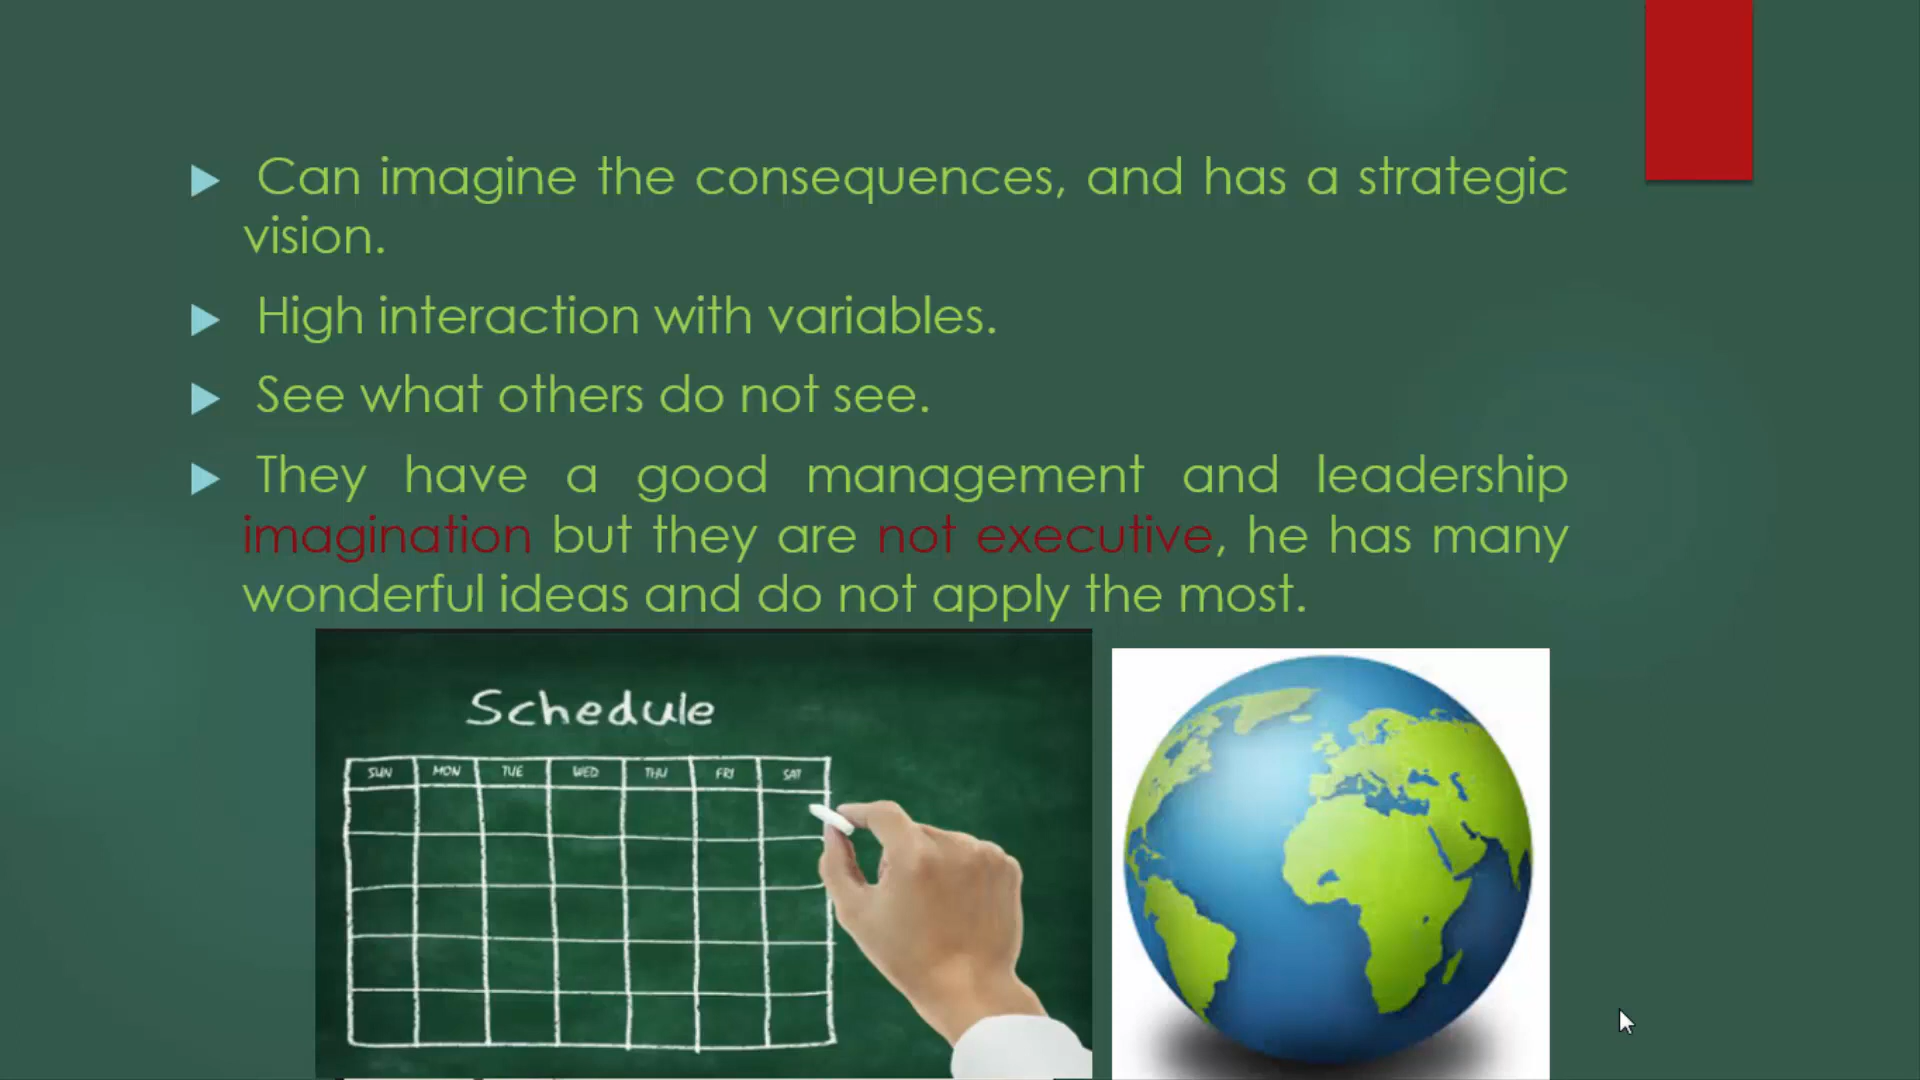 Can imagine the consequences, and has a strategic
vision.
High interaction with variables.
See what others do not see.
They have a good management and leadership
imagination but they are not executive, he has many
wonderful ideas and do not apply the most.
Schedule
SUN MON TUE WED THU FRI SAT